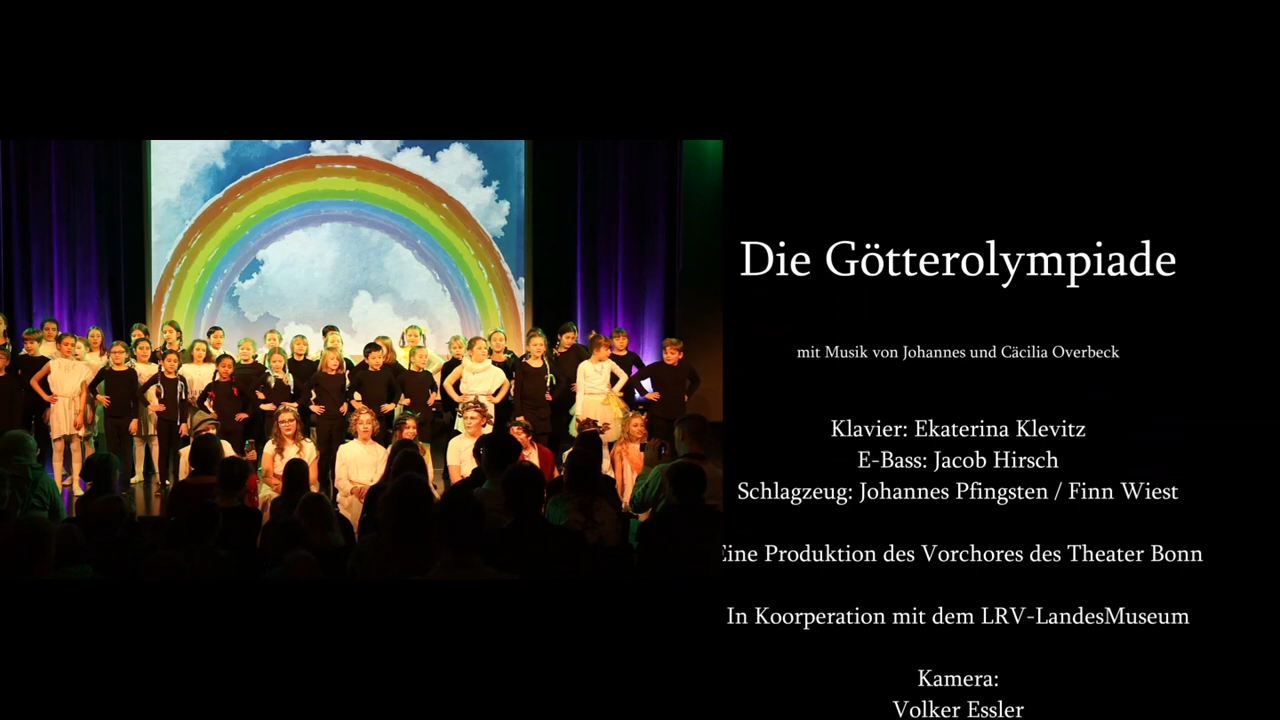 Die Götterolympiade
mit Musik von Johannes und Cäcilia Overbeck
Klavier: Ekaterina Klevitz
E-Bass: Jacob Hirsch
Schlagzeug: Johannes Pfingsten / Finn Wiest
Eine Produktion des Vorchores des Theater Bonn
In Koorperation mit dem LRV-LandesMuseum
Kamera:
Volker Essler